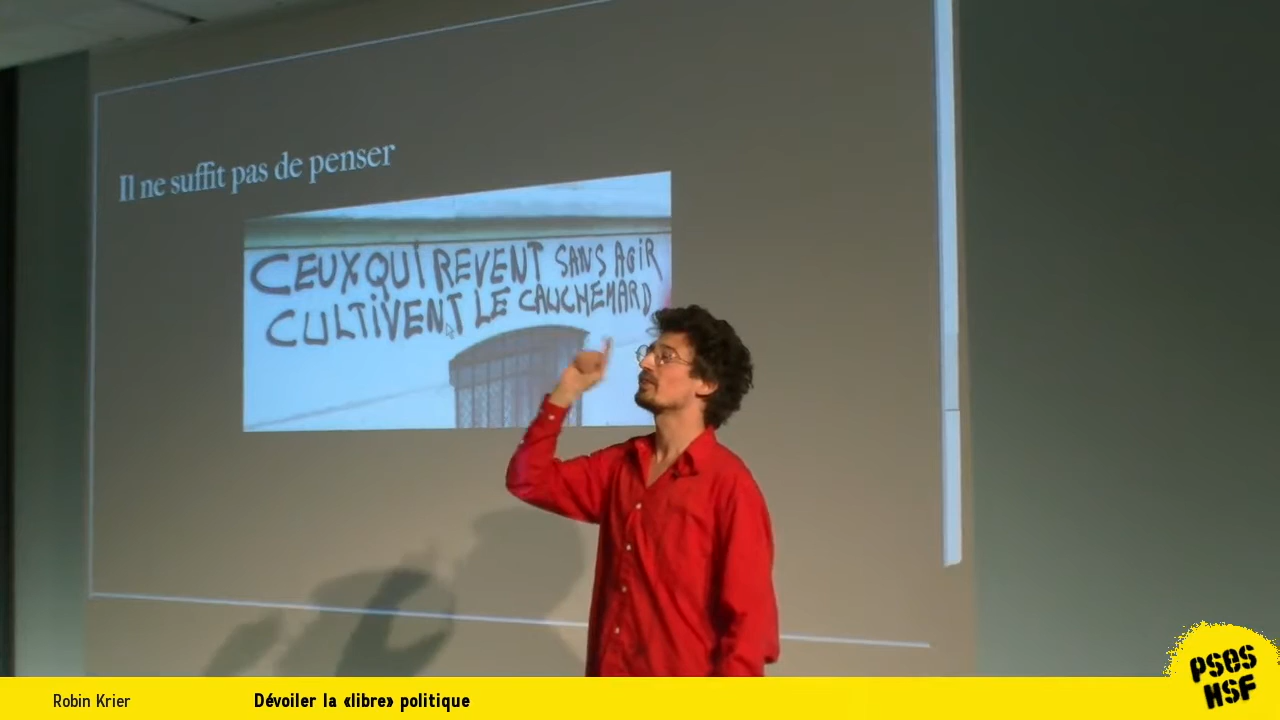 Il ne suffit pas de penser
CEUX QUI REVENT SANS AGIR
CULTIVENT LE CAUCHEMARD
Robin Krier
Dévoiler la «libre» politique
PSES
HSF